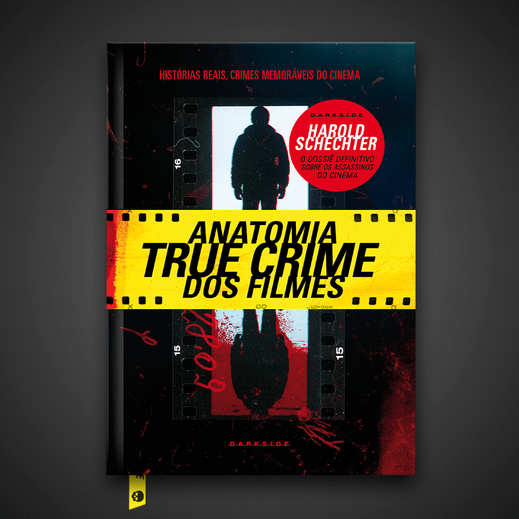 HISTÓRIAS REAIS, CRIMES MEMORÁVEIS DO CINEMA
DARKSIDE
HAROLD
SCHECHTER
O DOSSIÊ DEFINITIVO
SOBRE OS ASSASSINOS
DO CINEMA
16
ANATOMIA
TRUE CRIME
DOS FILMES
15
15
DARKSIDE